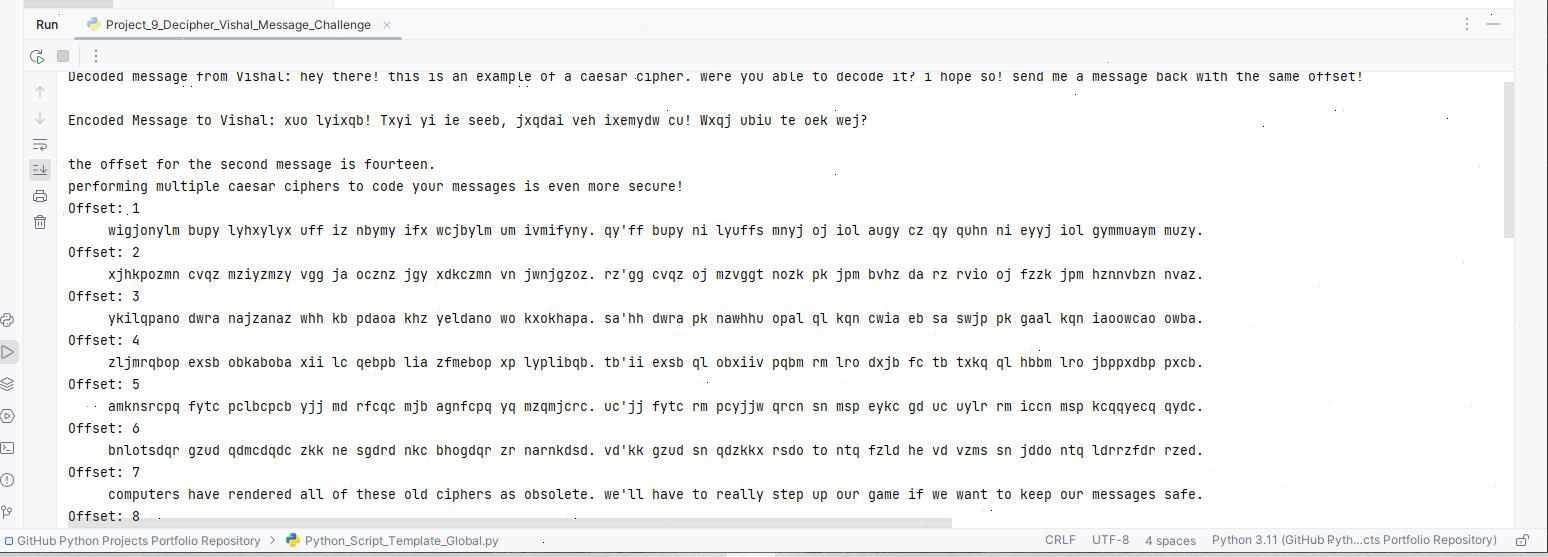 Run Project_9_Decipher_Vishal_Message_Challenge
Decoded message from Vishal: hey there! this is an example of a caesar cipher. were you able to decode it? i hope so! send me a message back with the same offset!
Encoded Message to Vishal: xuo lyixqb! Txyi yi ie seeb, jxqdai veh ixemydw cu! Wxqj ubiu te oek wej?
the offset for the second message is fourteen.
performing multiple caesar ciphers to code your messages is even more secure!
Offset: 1
wigjonylm bupy lyhxylyx uff iz nbymy ifx wcjbylm um ivmifyny. qy'ff bupy ni lyuffs mnyj oj iol augy cz qy quhn ni eyyj iol gymmuaym muzy.
Offset: 2
xjhkpozmn cvqz mziyzmzy vgg ja ocznz jgy xdkczmn vn jwnjgzoz. rz'gg cvqz oj mzvggt nozk pk jpm bvhz da rz rvio oj fzzk jpm hznnvbzn nvaz.
Offset: 3
ykilqpano dwra najzanaz whh kb pdaoa khz yeldano wo kxokhapa. sa'hh dwra pk nawhhu opal ql kqn cwia eb sa swjp pk gaal kqn iaoowcao owba.
Offset: 4
zljmrqbop exsb obkaboba xii lc qebpb lia zfmebop xp lyplibqb. tb'ii exsb ql obxiiv pqbm rm lro dxjb fc tb txkq ql hbbm lro jbppxdbp pxcb.
Offset: 5
amknsrcpq fytc pclbcpcb yjj md rfcqc mjb agnfcpq yq mzqmjcrc. uc'jj fytc rm pcyjjw qrcn sn msp eykc gd uc uylr rm iccn msp kcqqyecq qydc.
Offset: 6
bnlotsdqr gzud qdmcdqdc zkk ne sgdrd nkc bhogdqr zr narnkdsd. vd'kk gzud sn qdzkkx rsdo to ntq fzld he vd vzms sn jddo ntq ldrrzfdr rzed.
Offset: 7
computers have rendered all of these old ciphers as obsolete. we'll have to really step up our game if we want to keep our messages safe.
Offset: 8
GitHub Python Projects Portfolio Repository > Python_Script_Template_Global.py CRLF UTF-8 4 spaces Python 3.11 (GitHub Pyth...cts Portfolio Repository)